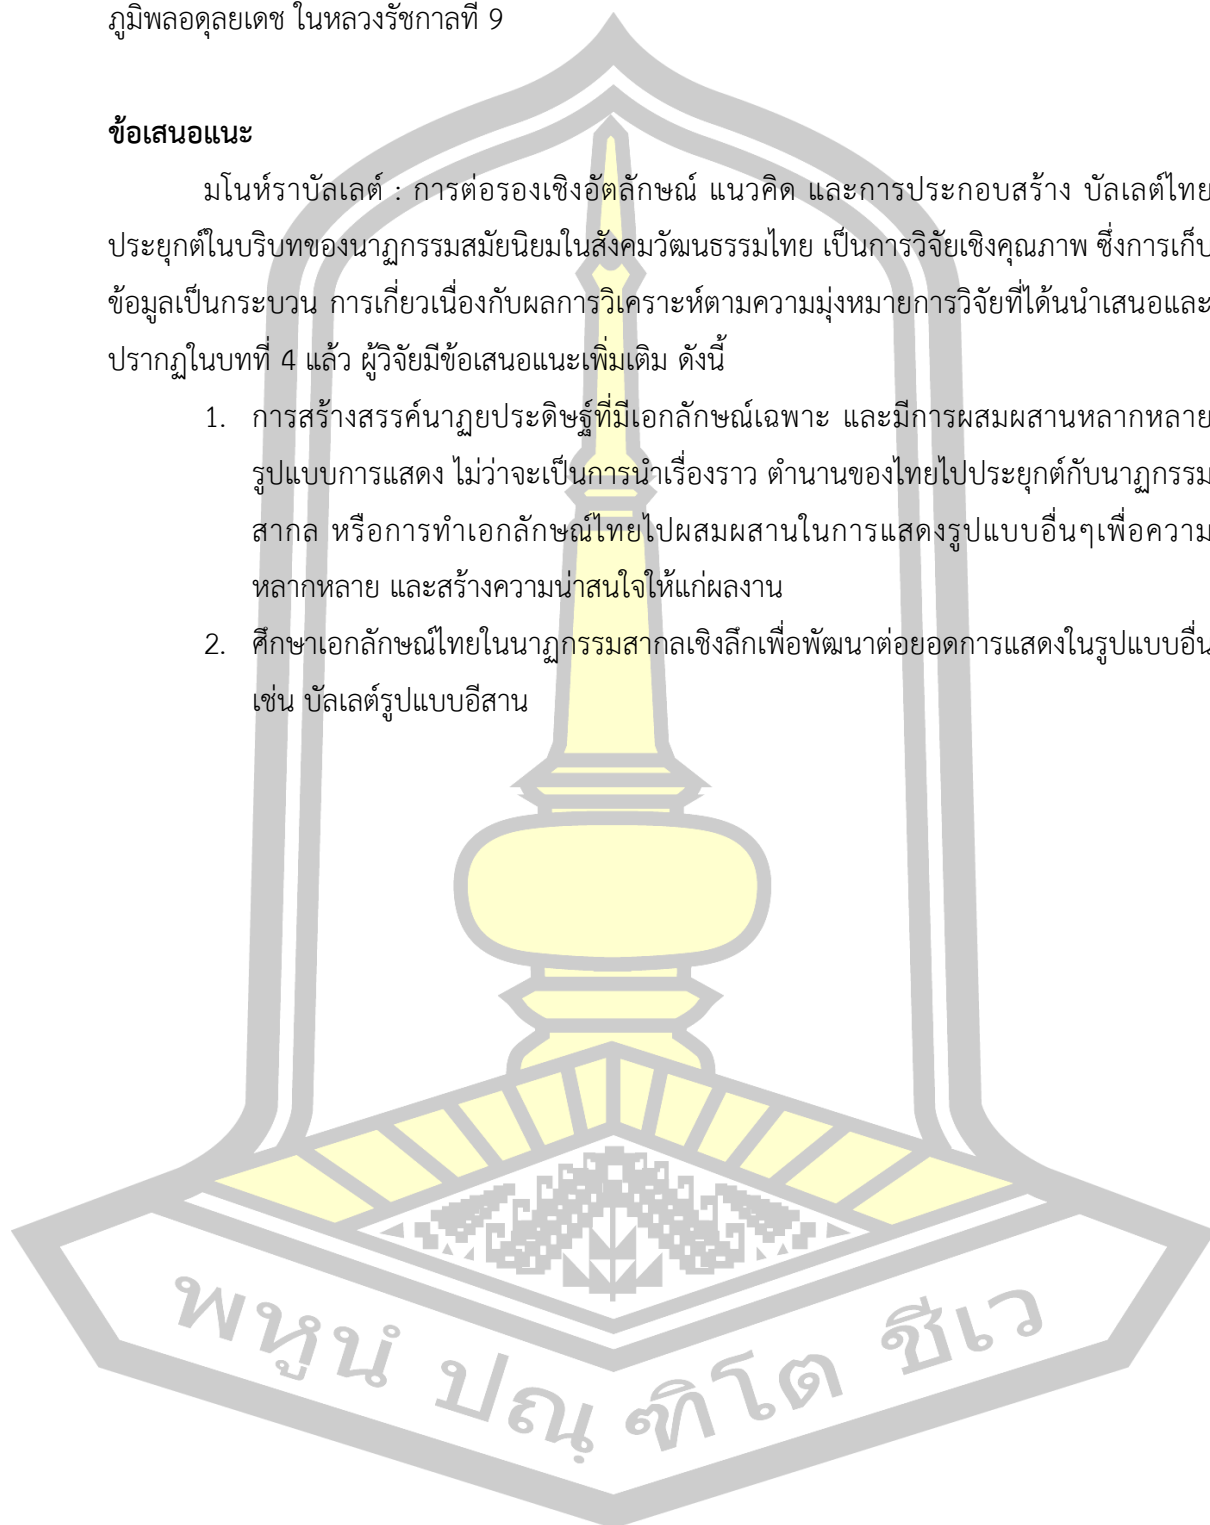 ภูมิพลอดุลยเดช ในหลวงรัชกาลที่ 9
ข้อเสนอแนะ
มโนห์ราบัลเลต์ : การต่อรองเชิงอัตลักษณ์ แนวคิด และการประกอบสร้าง บัลเลต์ไทย
ประยุกต์ในบริบทของนาฏกรรมสมัยนิยมในสังคมวัฒนธรรมไทย เป็นการวิจัยเชิงคุณภาพ ซึ่งการเก็บ
ข้อมูลเป็นกระบวน การเกี่ยวเนื่องกับผลการวิเคราะห์ตามความมุ่งหมายการวิจัยที่ได้นนำเสนอและ
ปรากฏในบทที่ 4 แล้ว ผู้วิจัยมีข้อเสนอแนะเพิ่มเติม ดังนี้
1. การสร้างสรรค์นาฏยประดิษฐ์ที่มีเอกลักษณ์เฉพาะ และมีการผสมผสานหลากหลาย
รูปแบบการแสดง ไม่ว่าจะเป็นการนำเรื่องราว ตำนานของไทยไปประยุกต์กับนาฏกรรม
สากล หรือการทำเอกลักษณ์ไทยไปผสมผสานในการแสดงรูปแบบอื่นๆเพื่อความ
หลากหลาย และสร้างความน่าสนใจให้แก่ผลงาน
2. ศึกษาเอกลักษณ์ไทยในนาฏกรรมสากลเชิงลึกเพื่อพัฒนาต่อยอดการแสดงในรูปแบบอื่น
เช่น บัลเลต์รูปแบบอีสาน
พหูนํ ปณฺฑิโต ชีเว